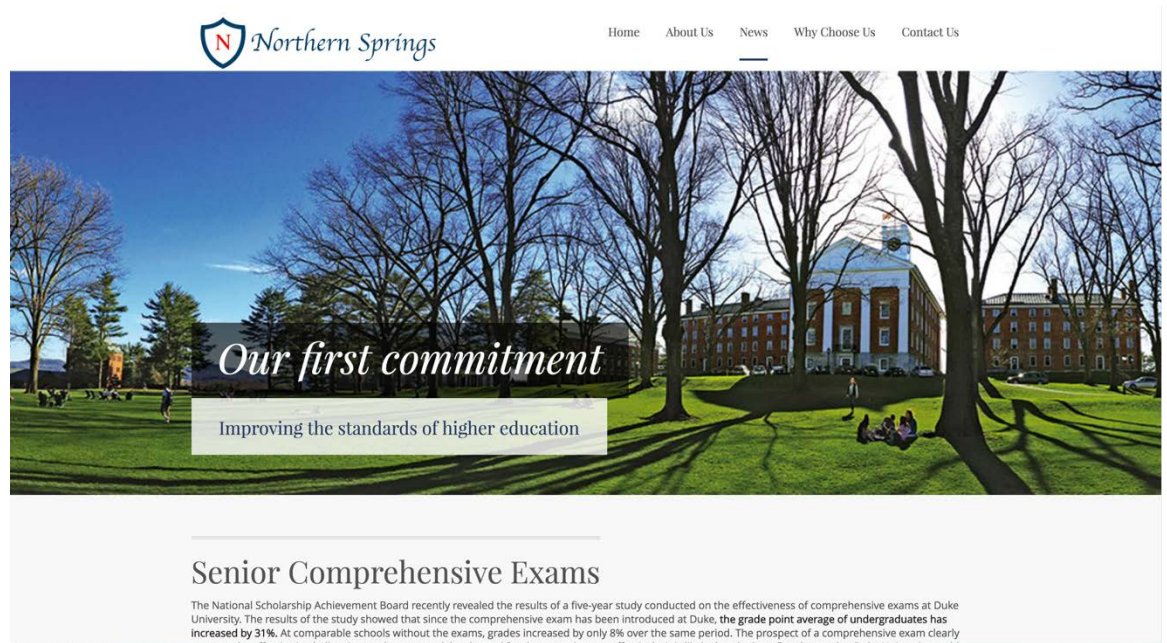 N Northern Springs
Home About Us News Why Choose Us Contact Us
Our first commitment
Improving the standards of higher education
Senior Comprehensive Exams
The National Scholarship Achievement Board recently revealed the results of a five-year study conducted on the effectiveness of comprehensive exams at Duke
University. The results of the study showed that since the comprehensive exam has been introduced at Duke, the grade point average of undergraduates has
increased by 31%. At comparable schools without the exams, grades increased by only 8% over the same period. The prospect of a comprehensive exam clearly